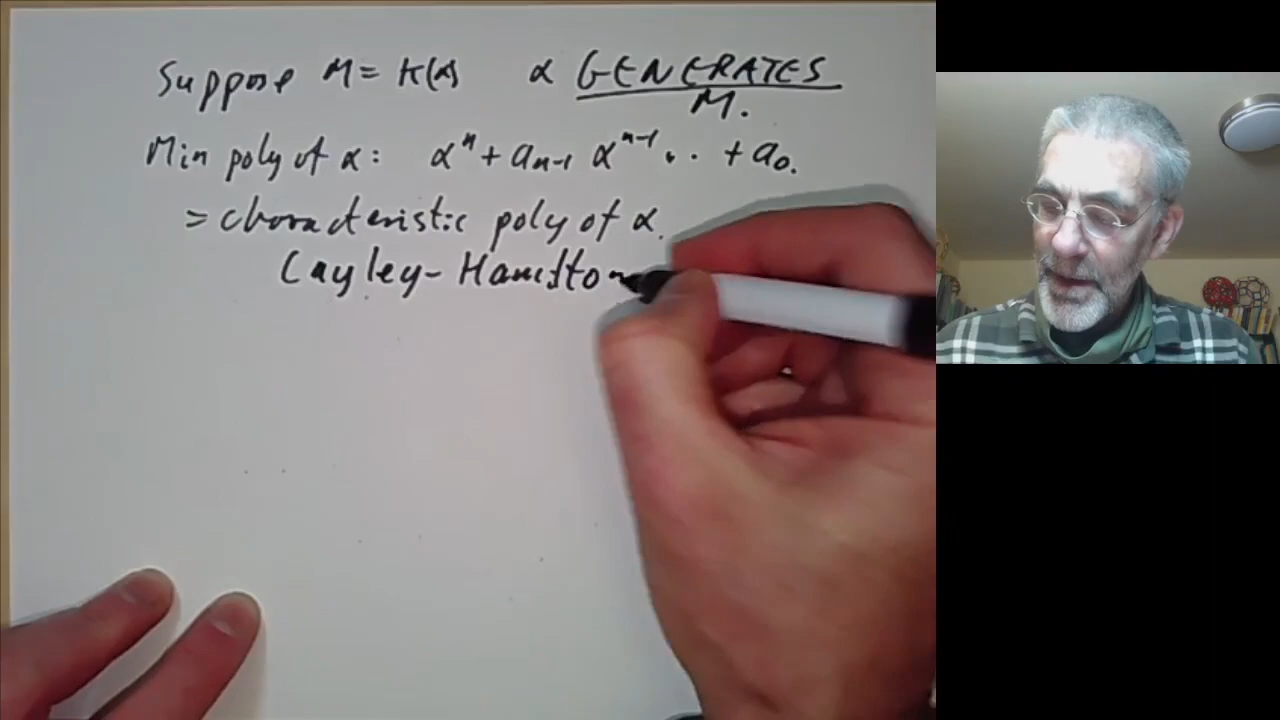 Suppose M = K(α) α GENERATES
M.
Min poly of α: αⁿ + aₙ₋₁ αⁿ⁻¹ . . + a₀.
= characteristic poly of α.
Cayley-Hamilton